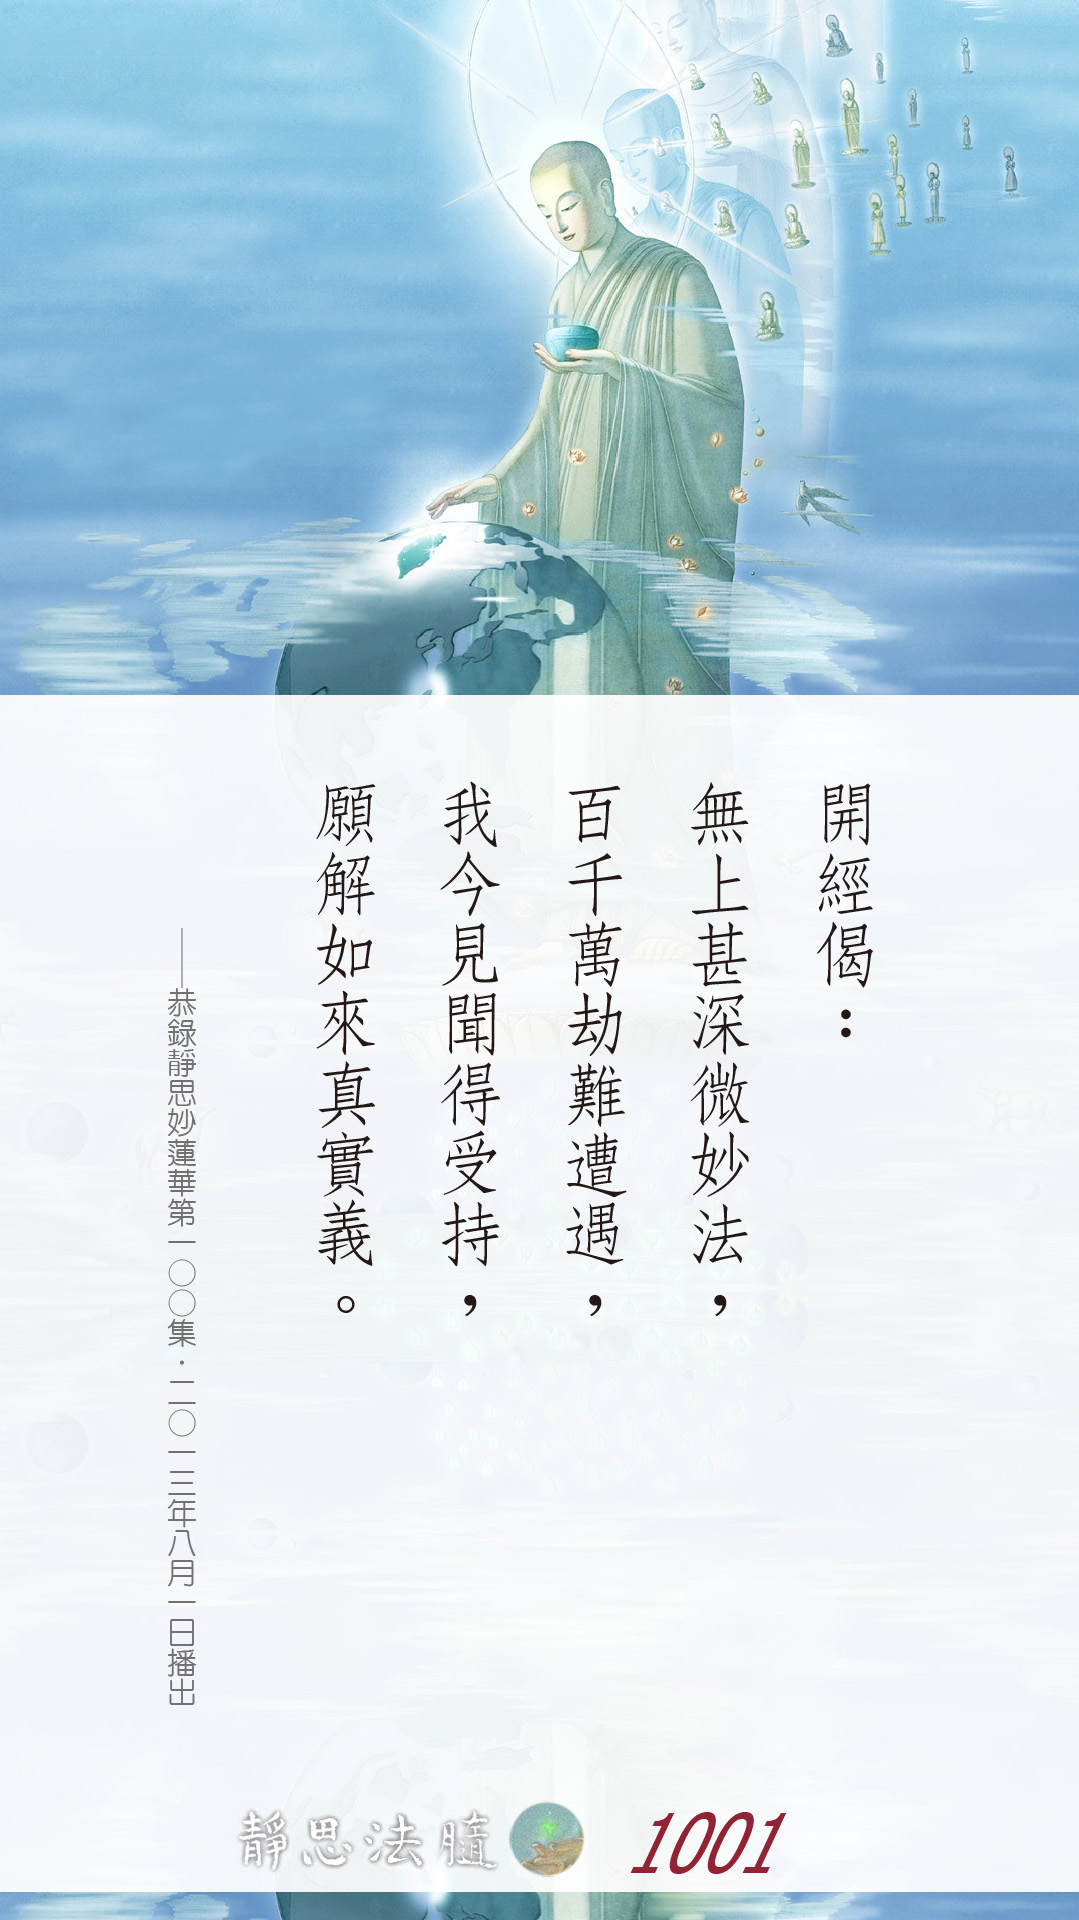 開經偈：
無上甚深微妙法，
百千萬劫難遭遇，
我今見聞得受持，
願解如來真實義。
——恭錄靜思妙蓮華第一〇〇集．二〇一三年八月一日播出
靜思法髓
1001